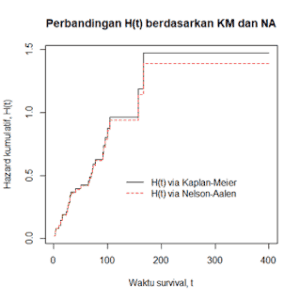 Perbandingan H(t) berdasarkan KM dan NA
Hazard kumulatif, H(t)
1.5
1.0
0.5
0.0
H(t) via Kaplan-Meier
H(t) via Nelson-Aalen
0 100 200 300 400
Waktu survival, t